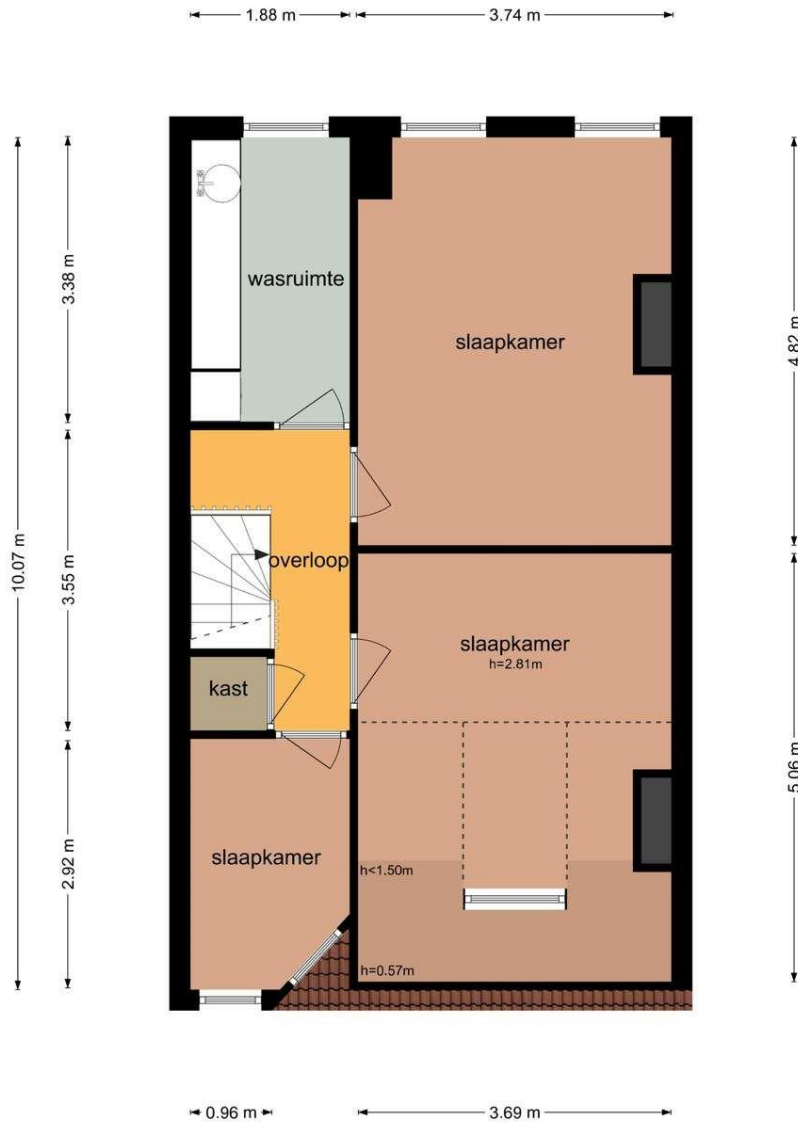 1.88 m
3.74 m
wasruimte
3.38 m
slaapkamer
4.82 m
10.07 m
3.55 m
overloop
slaapkamer
h=2.81m
kast
5.06 m
slaapkamer
2.92 m
h<1.50m
h=0.57m
0.96 m
3.69 m